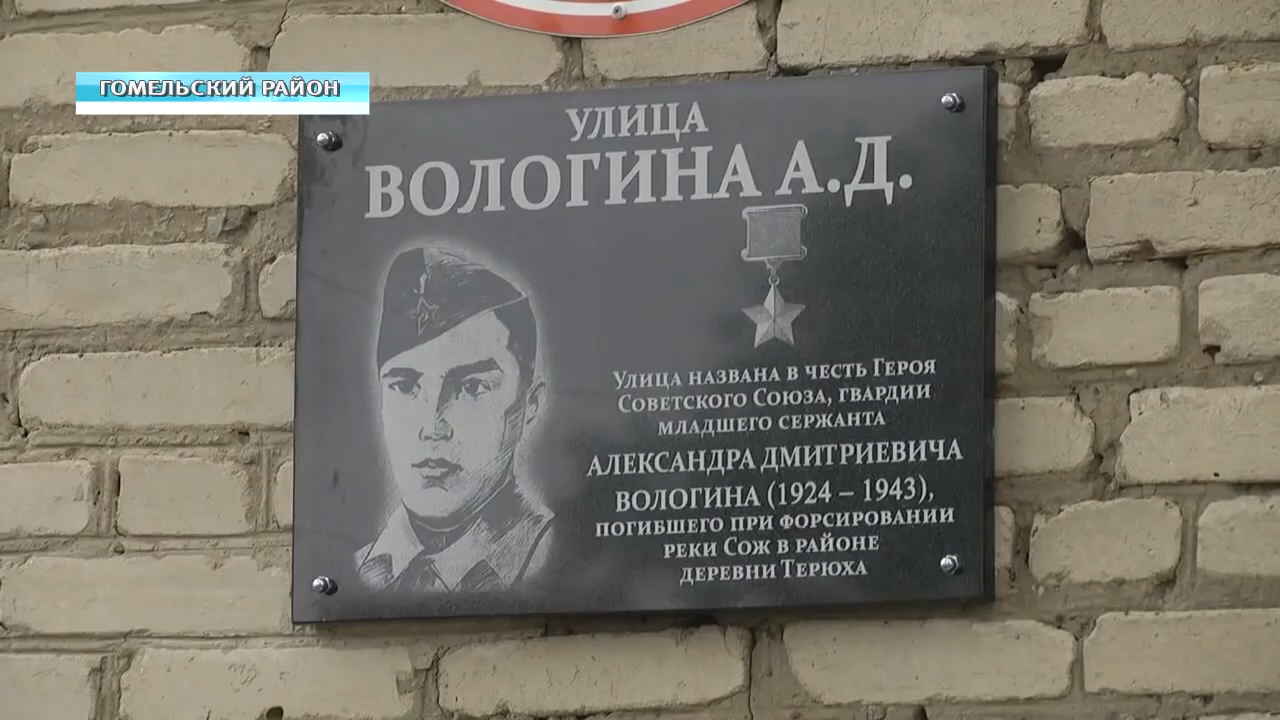 ГОМЕЛЬСКИЙ РАЙОН
УЛИЦА
ВОЛОГИНА А.Д.
УЛИЦА НАЗВАНА В ЧЕСТЬ ГЕРОЯ
СОВЕТСКОГО СОЮЗА, ГВАРДИИ
МЛАДШЕГО СЕРЖАНТА
АЛЕКСАНДРА ДМИТРИЕВИЧА
ВОЛОГИНА (1924 – 1943),
ПОГИБШЕГО ПРИ ФОРСИРОВАНИИ
РЕКИ СОЖ В РАЙОНЕ
ДЕРЕВНИ ТЕРЮХА